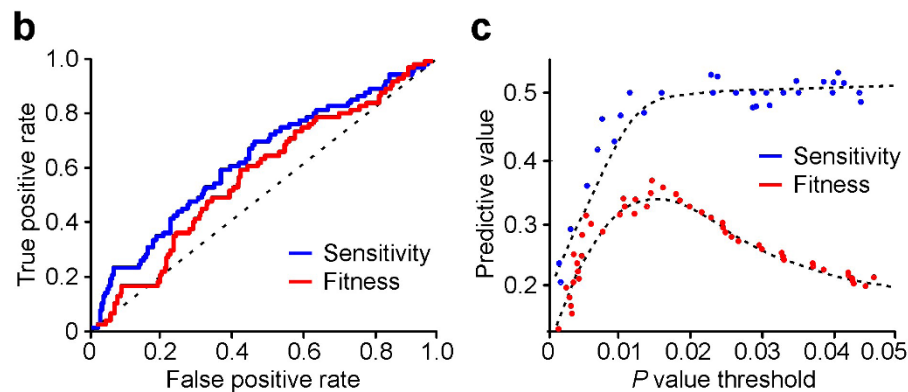 b
True positive rate
1.0
0.8
0.6
0.4
0.2
0
0
0.2
0.4
0.6
0.8
1.0
False positive rate
Sensitivity
Fitness
c
Predictive value
0.5
0.4
0.3
0.2
0
0.01
0.02
0.03
0.04
0.05
P value threshold
Sensitivity
Fitness